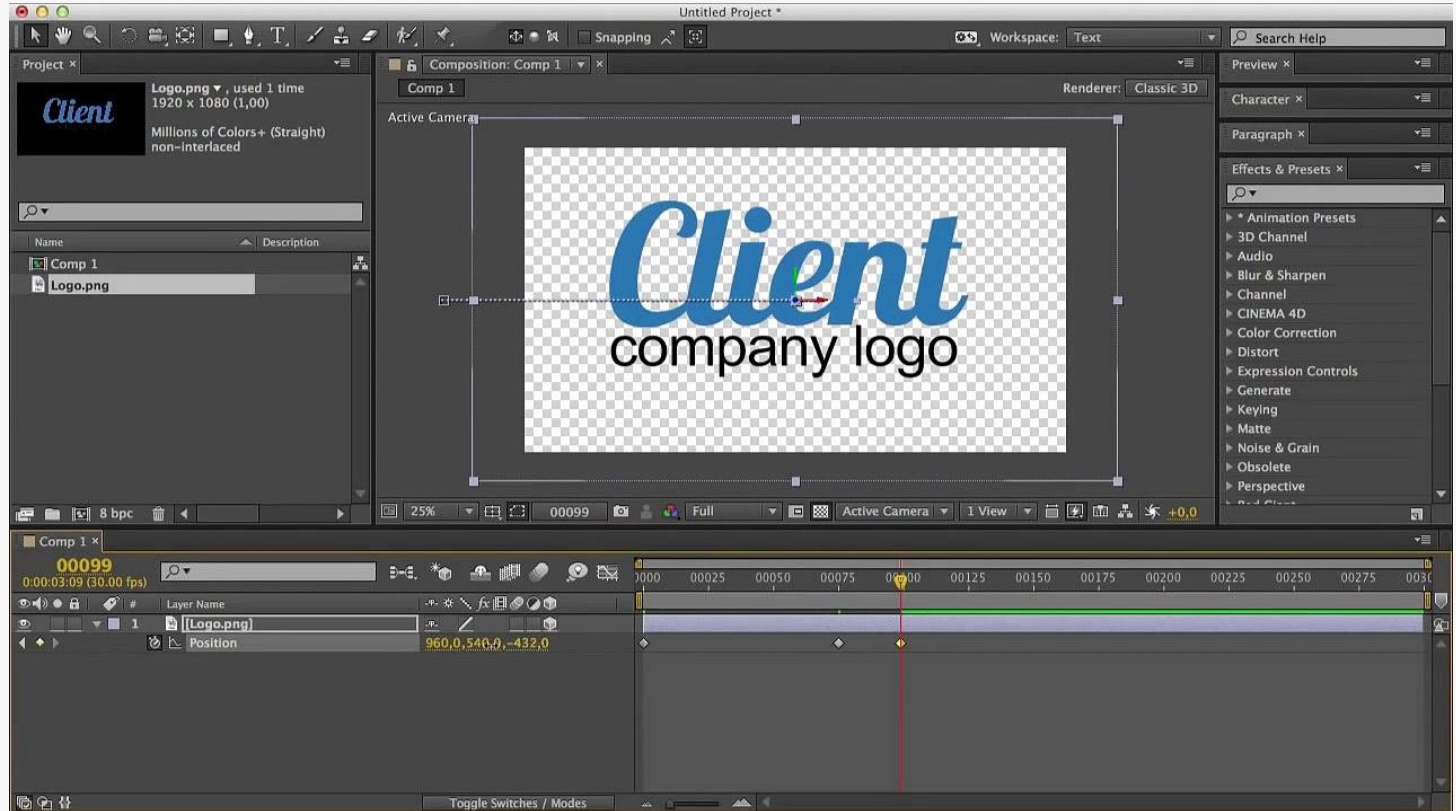 Untitled Project *
Snapping
Workspace: Text
Search Help
Project ×
Client
Logo.png ▾ , used 1 time
1920 x 1080 (1,00)
Millions of Colors+ (Straight)
non-interlaced
Name
Description
Comp 1
Logo.png
8 bpc
Composition: Comp 1
Comp 1
Renderer: Classic 3D
Active Camera
Client
company logo
25%
00099
Full
Active Camera
1 View
+0,0
Preview ×
Character ×
Paragraph ×
Effects & Presets ×
* Animation Presets
3D Channel
Audio
Blur & Sharpen
Channel
CINEMA 4D
Color Correction
Distort
Expression Controls
Generate
Keying
Matte
Noise & Grain
Obsolete
Perspective
Comp 1 ×
00099
0:00:03:09 (30.00 fps)
00025 00050 00075 00125 00150 00175 00200 00225 00250 00275
# Layer Name
fx
1 [Logo.png]
Position
960,0,540,0,-432,0
Toggle Switches / Modes